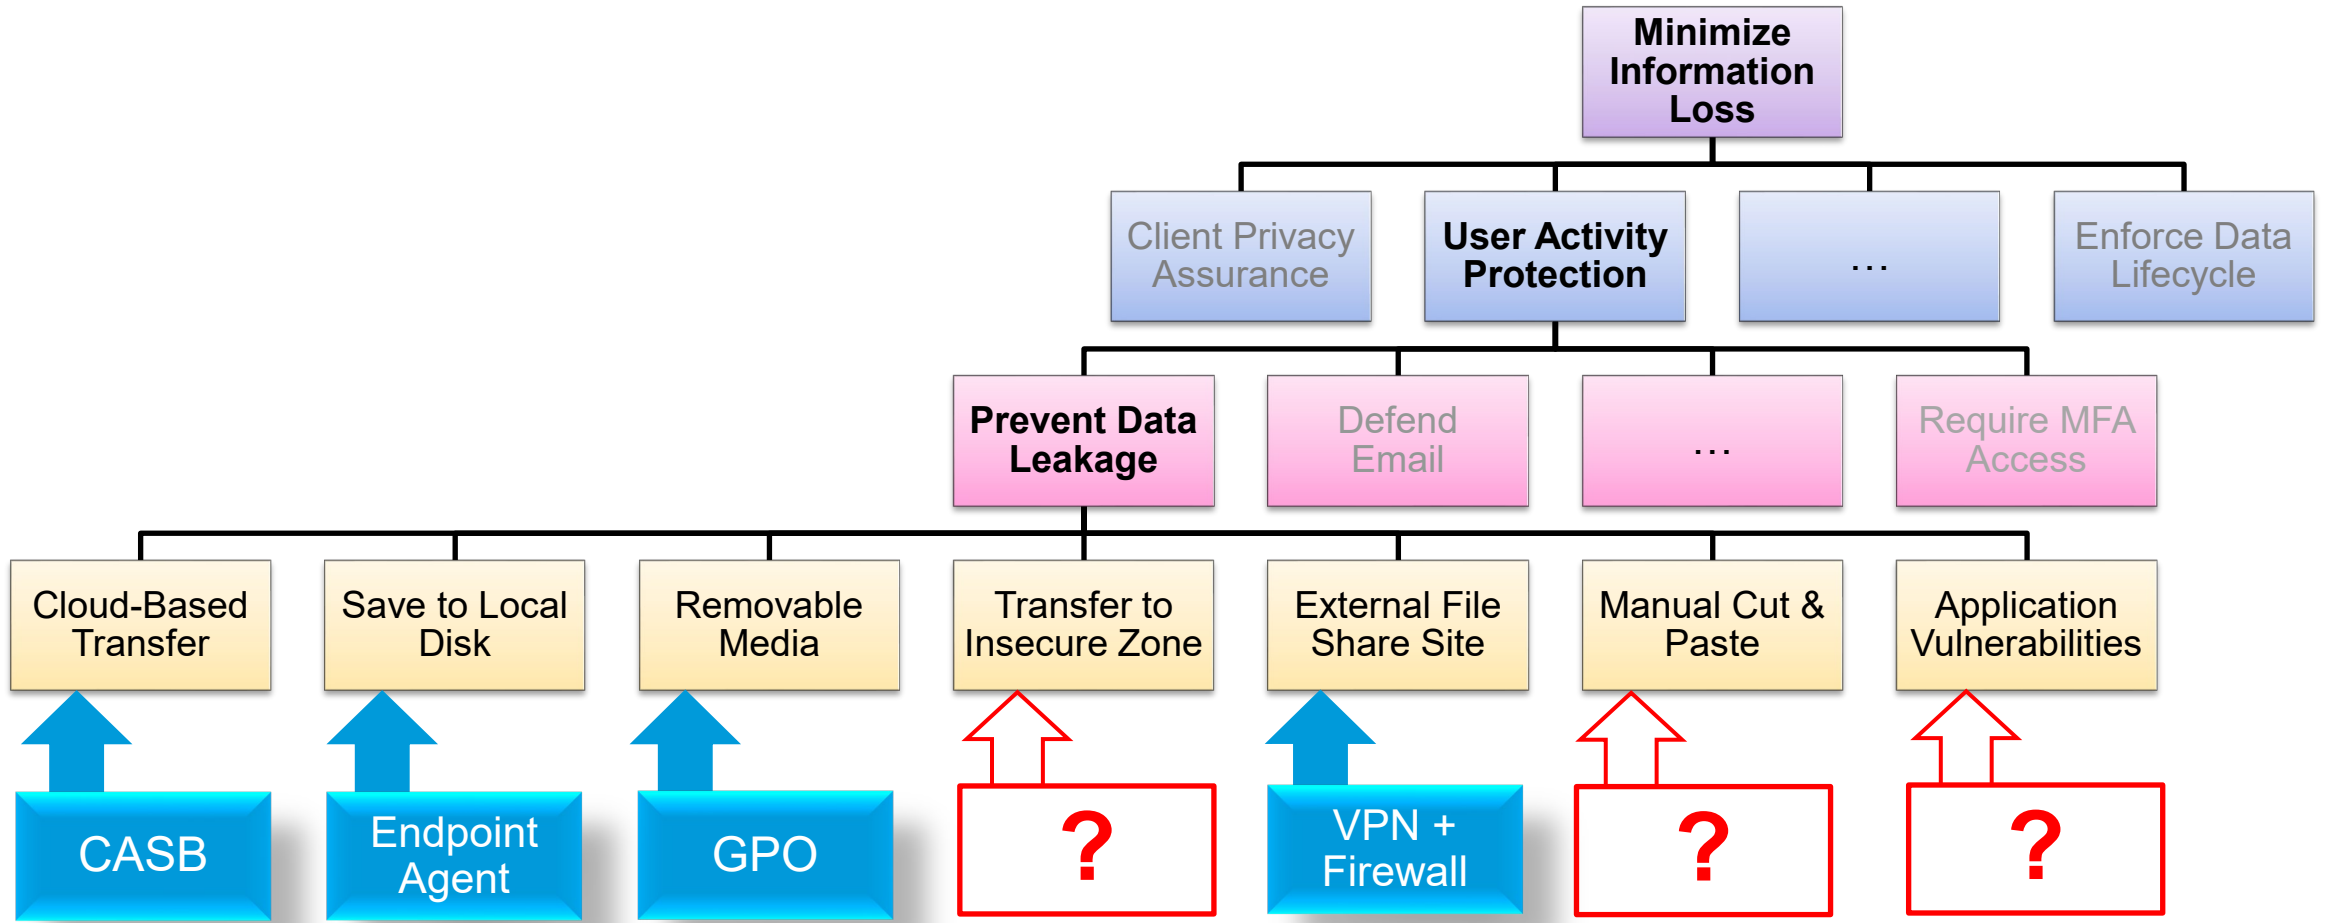 Minimize
Information
Loss
Client Privacy
Assurance
User Activity
Protection
...
Enforce Data
Lifecycle
Prevent Data
Leakage
Defend
Email
...
Require MFA
Access
Cloud-Based
Transfer
Save to Local
Disk
Removable
Media
Transfer to
Insecure Zone
External File
Share Site
Manual Cut &
Paste
Application
Vulnerabilities
CASB
Endpoint
Agent
GPO
?
VPN +
Firewall
?
?